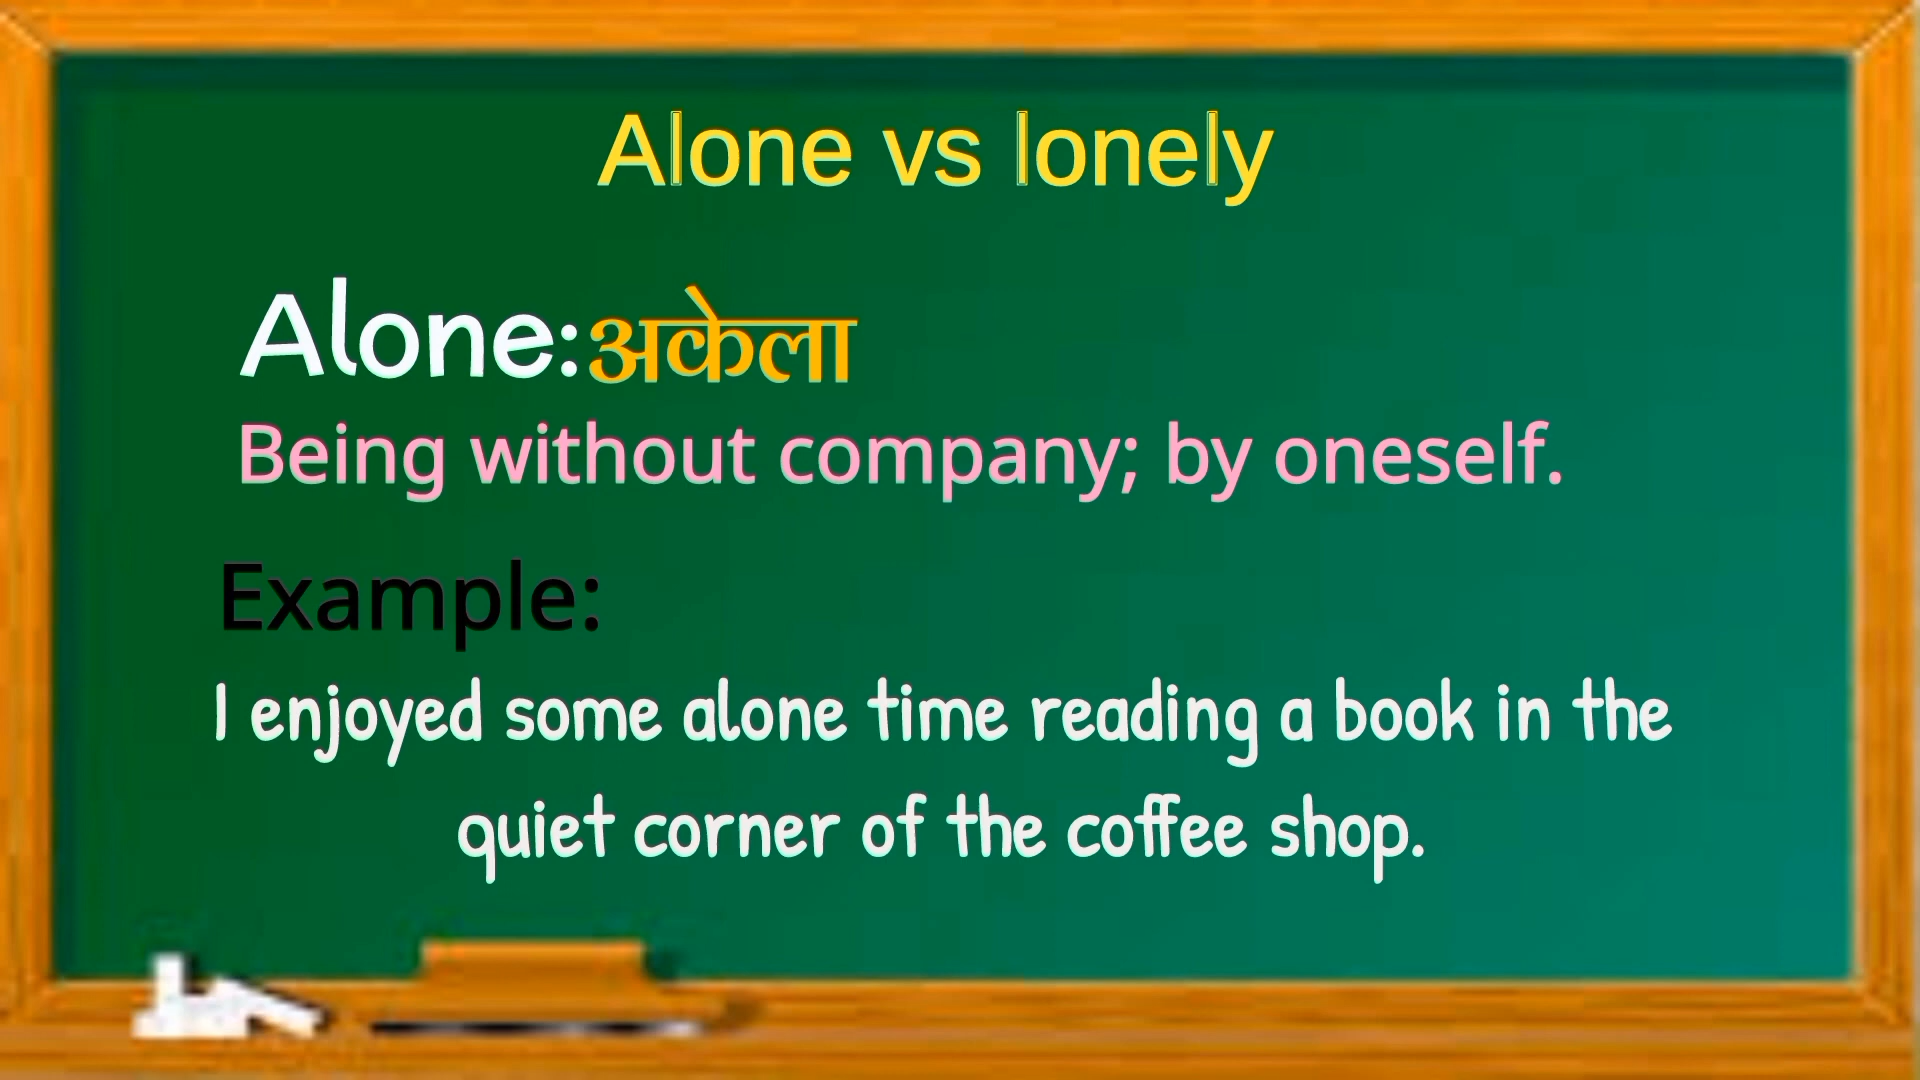 Alone vs lonely
Alone:अकेला
Being without company; by oneself.
Example:
I enjoyed some alone time reading a book in the
quiet corner of the coffee shop.